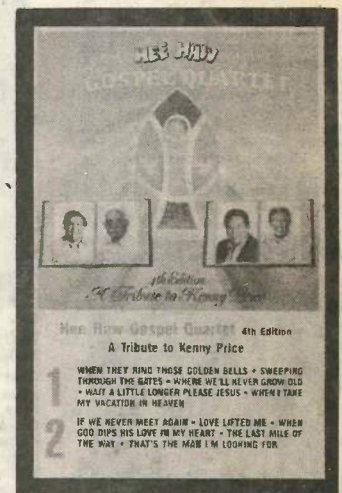 HEE HAW
GOSPEL QUARTET
4th Edition
A Tribute to Kenny Price
Hee Haw Gospel Quartet 4th Edition
A Tribute to Kenny Price
1
WHEN THEY RING THOSE GOLDEN BELLS • SWEEPING
THROUGH THE GATES • WHERE WE'LL NEVER GROW OLD
• WAIT A LITTLE LONGER PLEASE JESUS • WHEN I TAKE
MY VACATION IN HEAVEN
2
IF WE NEVER MEET AGAIN • LOVE LIFTED ME • WHEN
GOD DIPS HIS LOVE IN MY HEART • THE LAST MILE OF
THE WAY • THAT'S THE MAN I'M LOOKING FOR